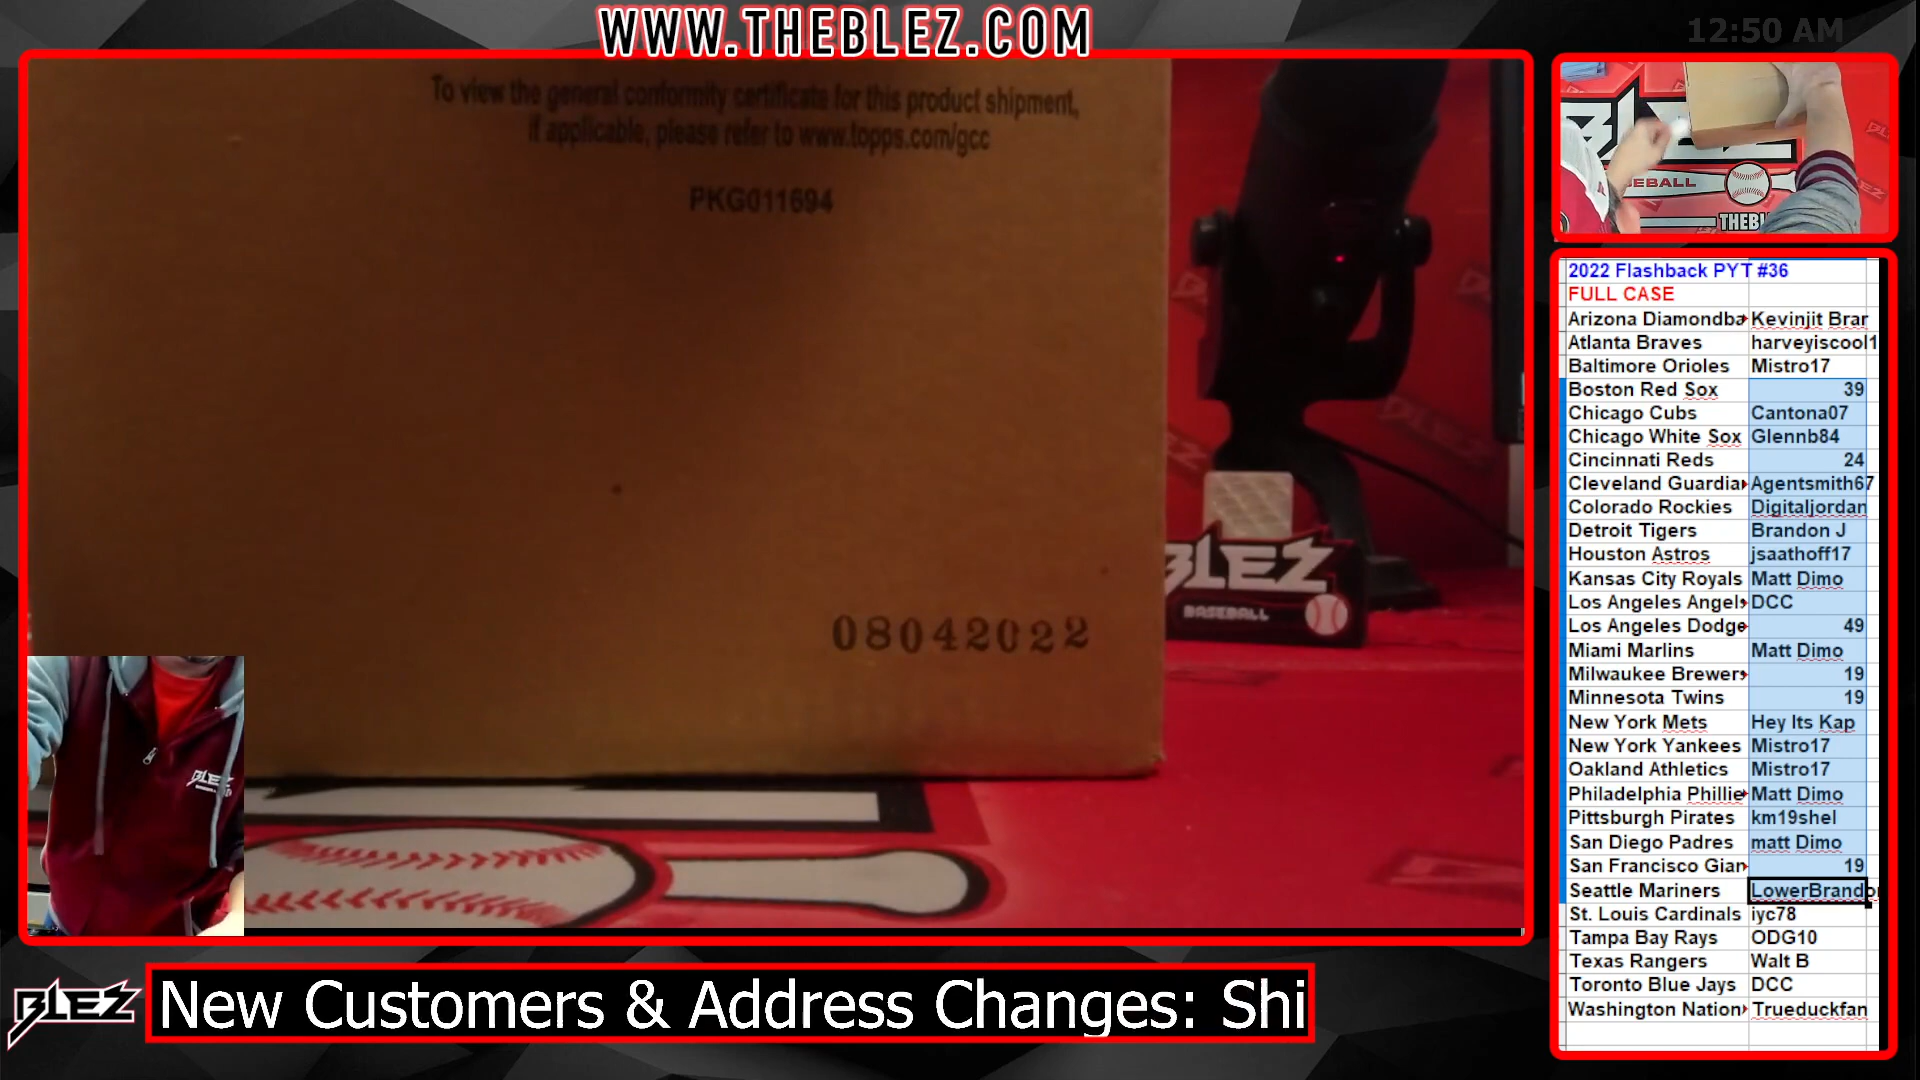 WWW.THEBLEZ.COM
12:50 AM
To view the general conformity certificate for this product shipment,
if applicable, please refer to www.topps.com/gcc
PKG011694
08042022
BLEZ
BASEBALL
BLEZ
THEBL
2022 Flashback PYT #36
FULL CASE
Arizona Diamondba Kevinjit Brar
Atlanta Braves harveyiscool1
Baltimore Orioles Mistro17
Boston Red Sox 39
Chicago Cubs Cantona07
Chicago White Sox Glennb84
Cincinnati Reds 24
Cleveland Guardia Agentsmith67
Colorado Rockies Digitaljordan
Detroit Tigers Brandon J
Houston Astros jsaathoff17
Kansas City Royals Matt Dimo
Los Angeles Angels DCC
Los Angeles Dodge 49
Miami Marlins Matt Dimo
Milwaukee Brewers 19
Minnesota Twins 19
New York Mets Hey Its Kap
New York Yankees Mistro17
Oakland Athletics Mistro17
Philadelphia Phillie Matt Dimo
Pittsburgh Pirates km19shel
San Diego Padres matt Dimo
San Francisco Gian 19
Seattle Mariners LowerBrando
St. Louis Cardinals iyc78
Tampa Bay Rays ODG10
Texas Rangers Walt B
Toronto Blue Jays DCC
Washington Nation Trueduckfan
BLEZ
New Customers & Address Changes: Shi